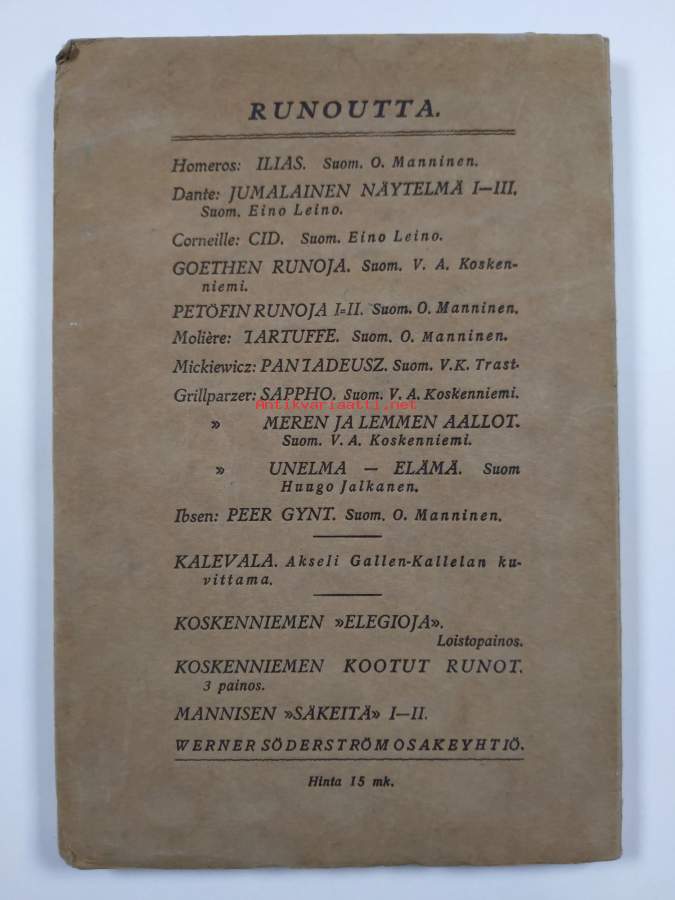 RUNOUTTA.
Homeros: ILIAS. Suom. O. Manninen.
Dante: JUMALAINEN NÄYTELMÄ I—III.
Suom. Eino Leino.
Corneille: CID. Suom. Eino Leino.
GOETHEN RUNOJA. Suom. V. A. Kosken-
niemi.
PETÖFIN RUNOJA I-II. Suom. O. Manninen.
Molière: TARTUFFE. Suom. O. Manninen.
Mickiewicz: PAN TADEUSZ. Suom. V.K. Trast.
Grillparzer: SAPPHO. Suom. V. A. Koskenniemi.
Antikvariaatti.net
» MEREN JA LEMMEN AALLOT.
Suom. V. A. Koskenniemi.
» UNELMA — ELÄMÄ. Suom
Huugo Jalkanen.
Ibsen: PEER GYNT. Suom. O. Manninen.
KALEVALA. Akseli Gallen-Kallelan ku-
vittama.
KOSKENNIEMEN »ELEGIOJA».
Loistopainos.
KOSKENNIEMEN KOOTUT RUNOT.
3 painos.
MANNISEN »SÄKEITÄ» I—II.
WERNER SÖDERSTRÖM OSAKEYHTIÖ.
Hinta 15 mk.